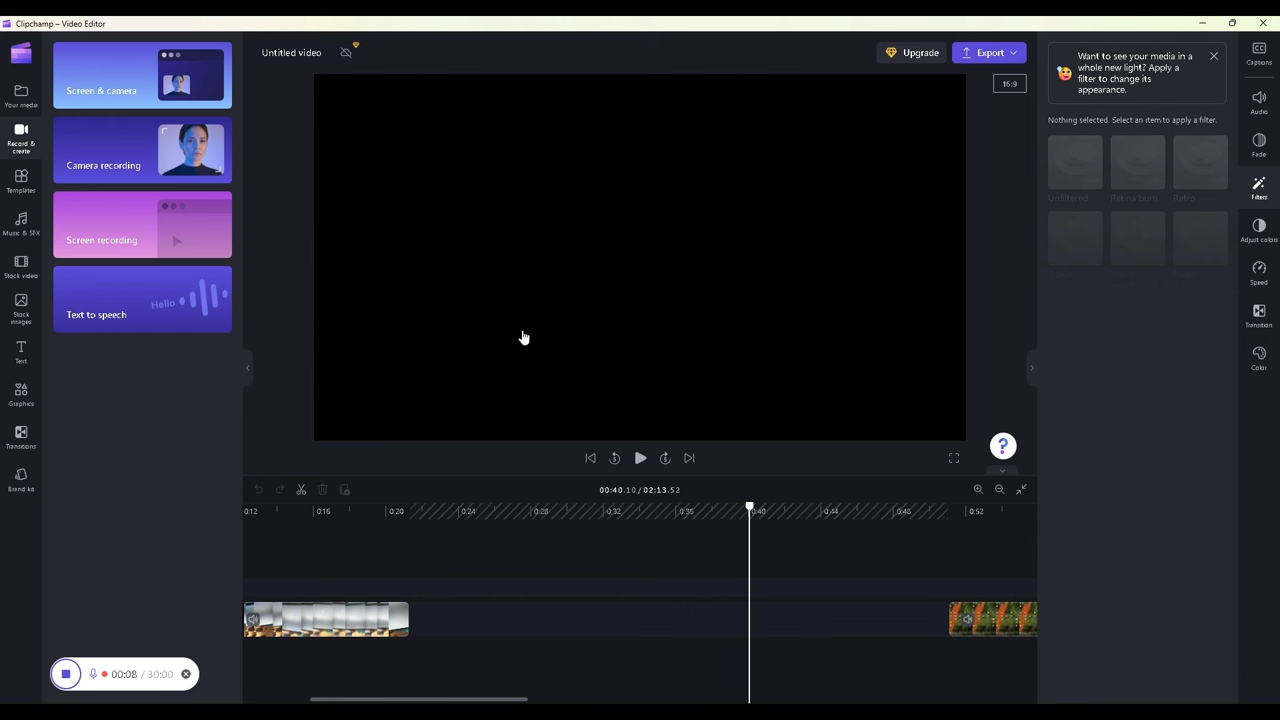 Clipchamp – Video Editor
Your media
Record &
create
Templates
Music & SFX
Stock video
Stock
images
Text
Graphics
Transitions
Brand kit
Screen & camera
Camera recording
Screen recording
Text to speech
Hello
Untitled video
Upgrade
Export
16:9
Want to see your media in a
whole new light? Apply a
filter to change its
appearance.
Nothing selected. Select an item to apply a filter.
Unfiltered
Retina burn
Retro
Captions
Audio
Fade
Filters
Adjust colors
Speed
Transition
Color
?
00:40.10 / 02:13.52
0:12
0:16
0:20
0:24
0:28
0:32
0:36
0:40
0:44
0:48
0:52
00:08 / 30:00